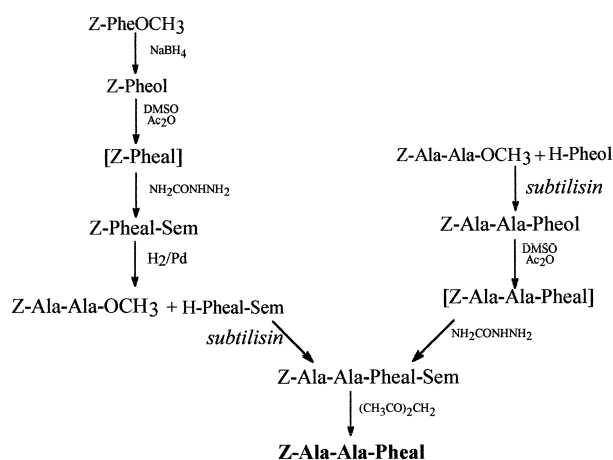 Z-PheOCH3
NaBH4
Z-Pheol
DMSO
Ac2O
[Z-Pheal]
NH2CONHNH2
Z-Pheal-Sem
H2/Pd
Z-Ala-Ala-OCH3 + H-Pheal-Sem
subtilisin
Z-Ala-Ala-OCH3 + H-Pheol
subtilisin
Z-Ala-Ala-Pheol
DMSO
Ac2O
[Z-Ala-Ala-Pheal]
NH2CONHNH2
Z-Ala-Ala-Pheal-Sem
(CH3CO)2CH2
Z-Ala-Ala-Pheal